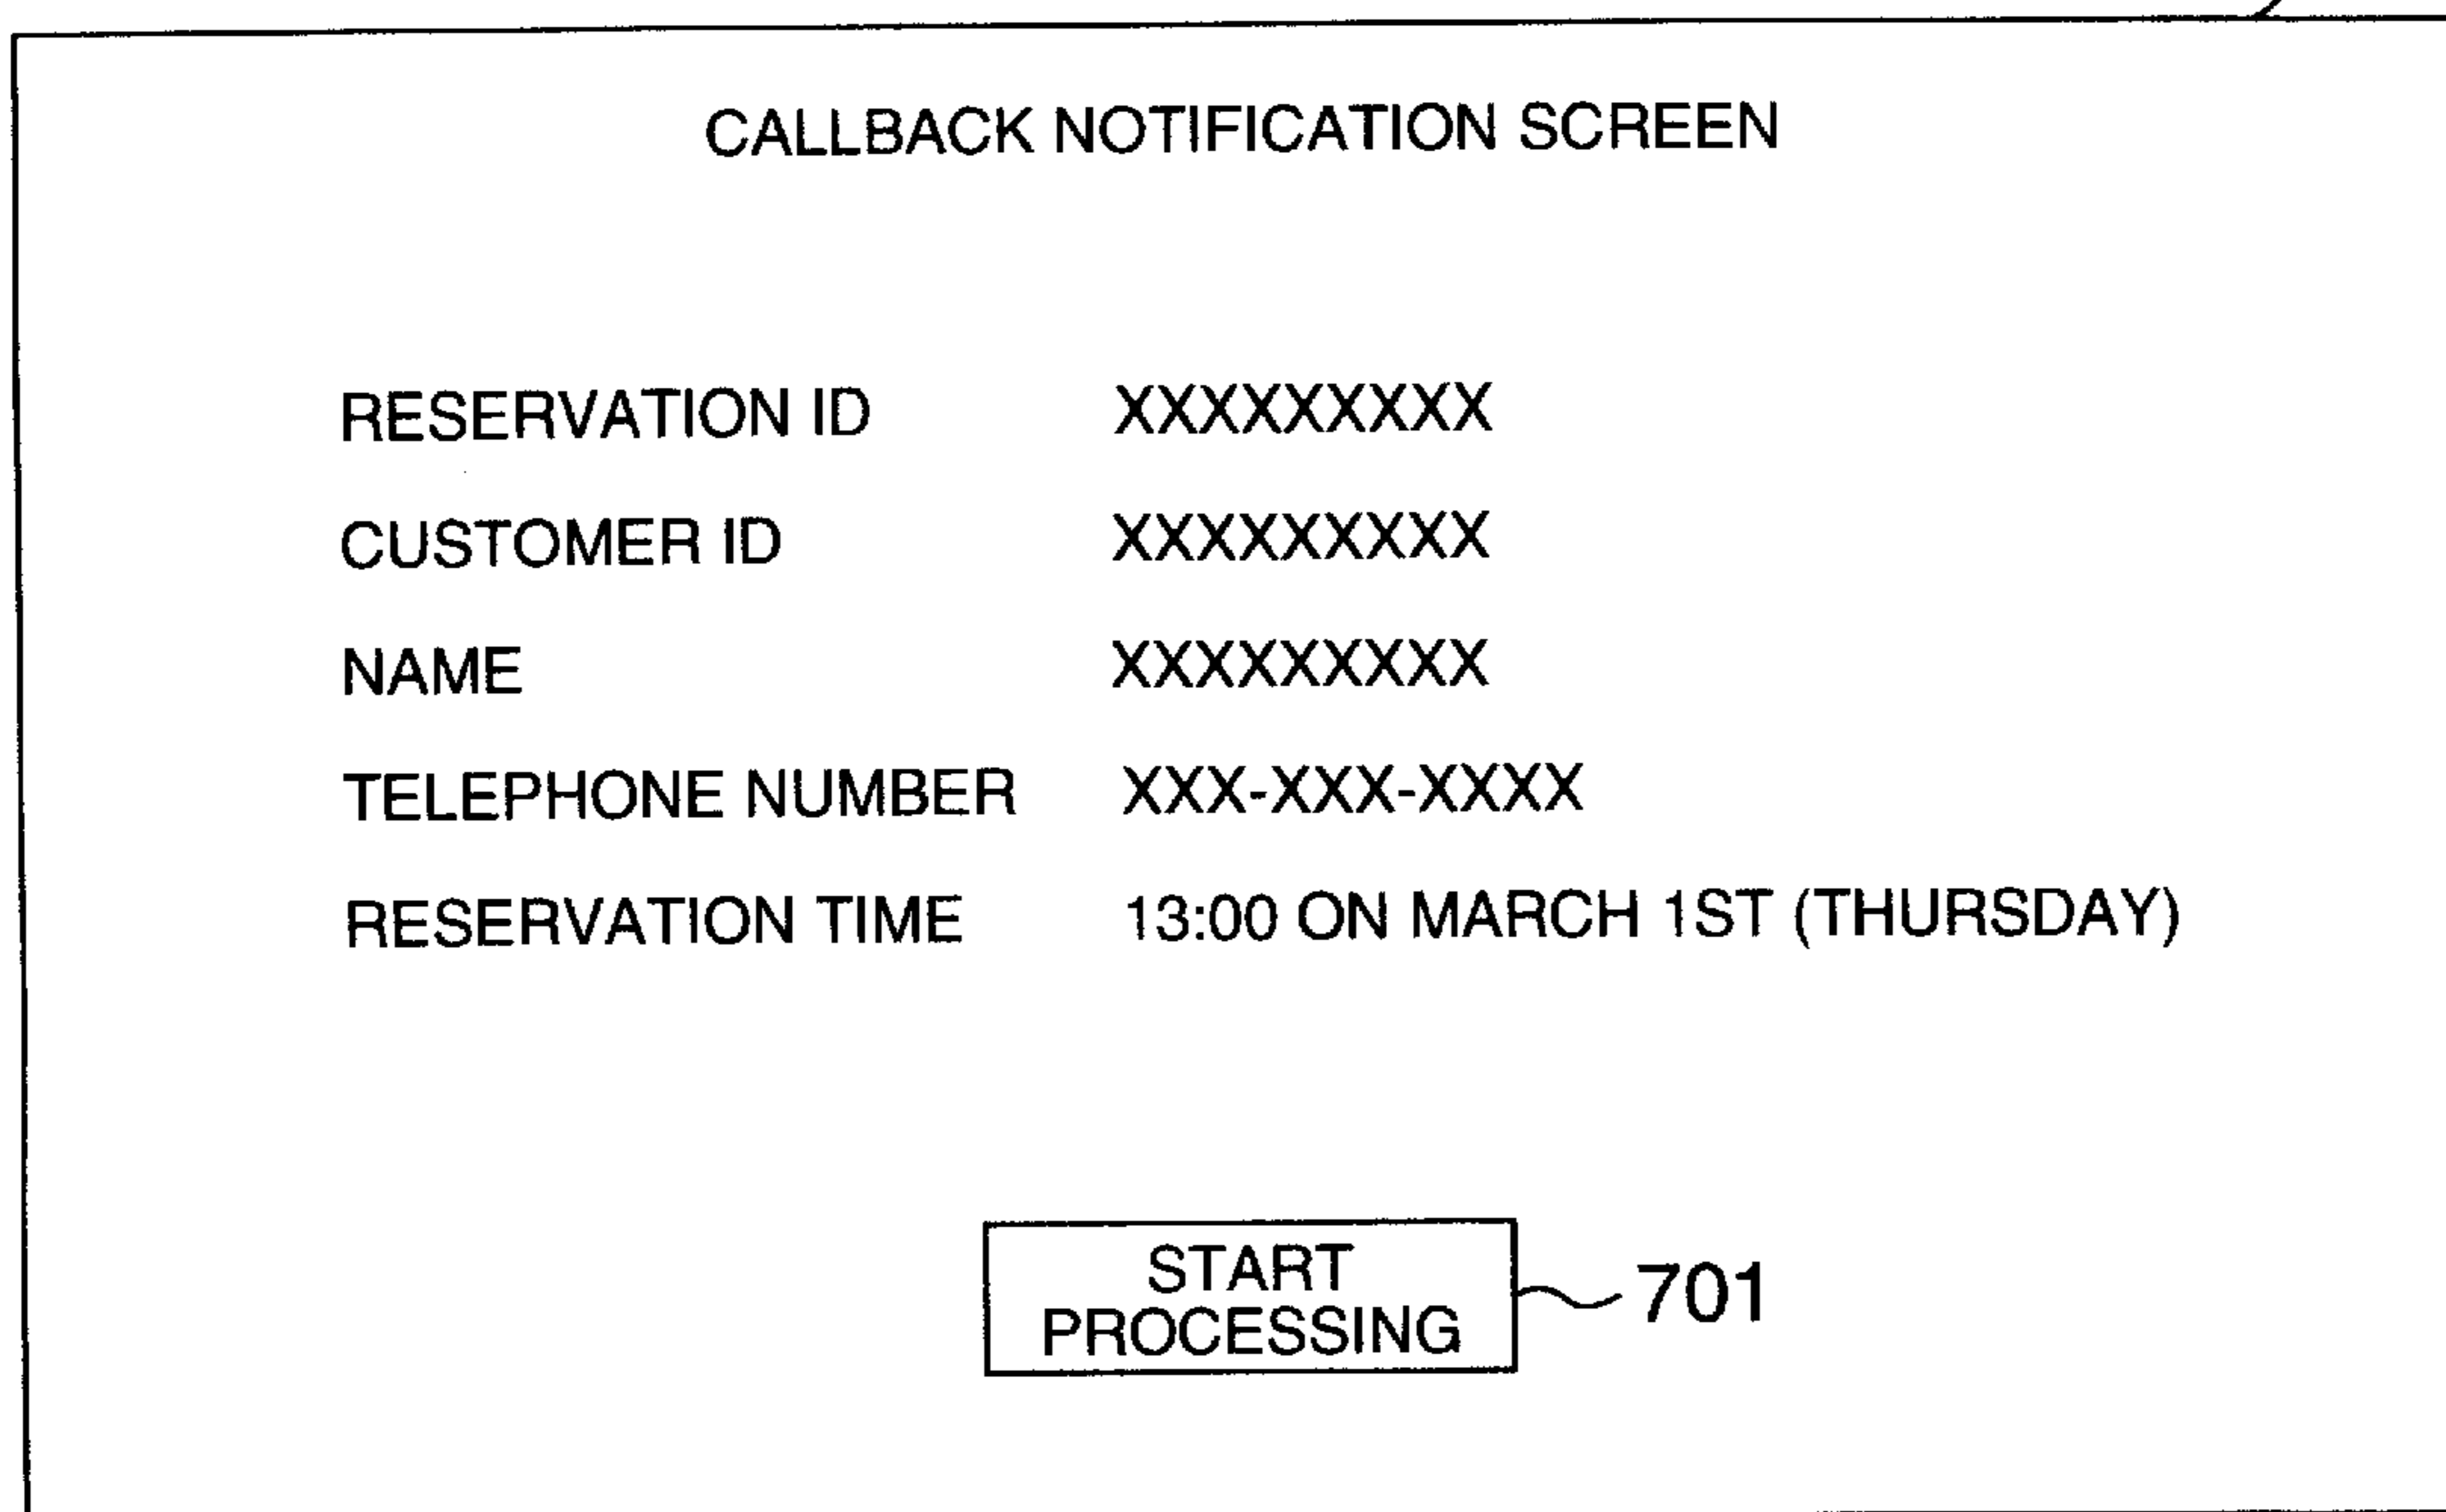 CALLBACK NOTIFICATION SCREEN
RESERVATION ID XXXXXXXXX
CUSTOMER ID XXXXXXXXX
NAME XXXXXXXXX
TELEPHONE NUMBER XXX-XXX-XXXX
RESERVATION TIME 13:00 ON MARCH 1ST (THURSDAY)
START
PROCESSING
701